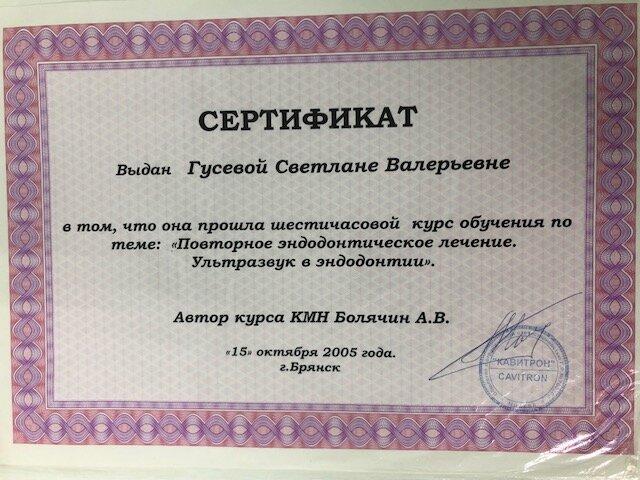 СЕРТИФИКАТ
Выдан Гусевой Светлане Валерьевне
в том, что она прошла шестичасовой курс обучения по
теме: «Повторное эндодонтическое лечение.
Ультразвук в эндодонтии».
Автор курса КМН Болячин А.В.
«15» октября 2005 года.
г.Брянск
"КАВИТРОН"
CAVITRON